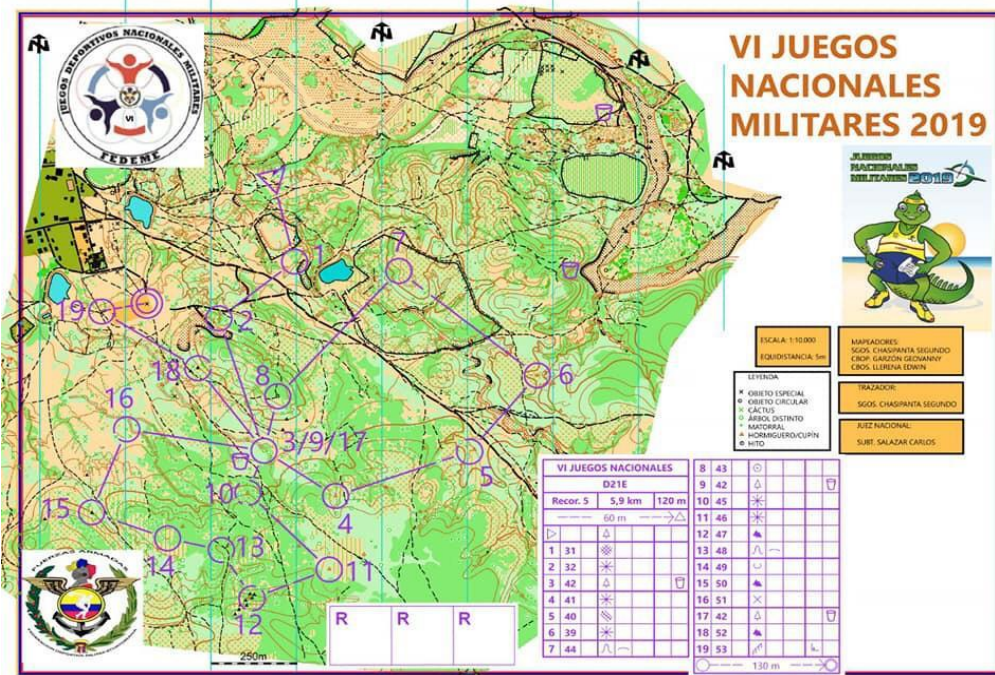 JUEGOS DEPORTIVOS NACIONALES MILITARES
VI
FEDEME
VI JUEGOS
NACIONALES
MILITARES 2019
JUEGOS
NACIONALES
MILITARES 2019
N
N
N
N
1
7
19
2
18
8
6
16
3/9/17
5
10
4
15
14
13
11
12
250m
R R R
FUERZAS ARMADAS
ESCALA: 1:10.000
EQUIDISTANCIA: 5m
MAPEADORES:
SGOS. CHASIPANTA SEGUNDO
CBOP. GARZÓN GEOVANNY
CBOS. LLERENA EDWIN
TRAZADOR:
SGOS. CHASIPANTA SEGUNDO
JUEZ NACIONAL:
SUBT. SALAZAR CARLOS
LEYENDA
OBJETO ESPECIAL
OBJETO CIRCULAR
CÁCTUS
ÁRBOL DISTINTO
MATORRAL
HORMIGUERO/CUPÍN
HITO
VI JUEGOS NACIONALES
D21E
Recor. 5 5,9 km 120 m
60 m
1 31
2 32
3 42
4 41
5 40
6 39
7 44
8 43
9 42
10 45
11 46
12 47
13 48
14 49
15 50
16 51
17 42
18 52
19 53
130 m